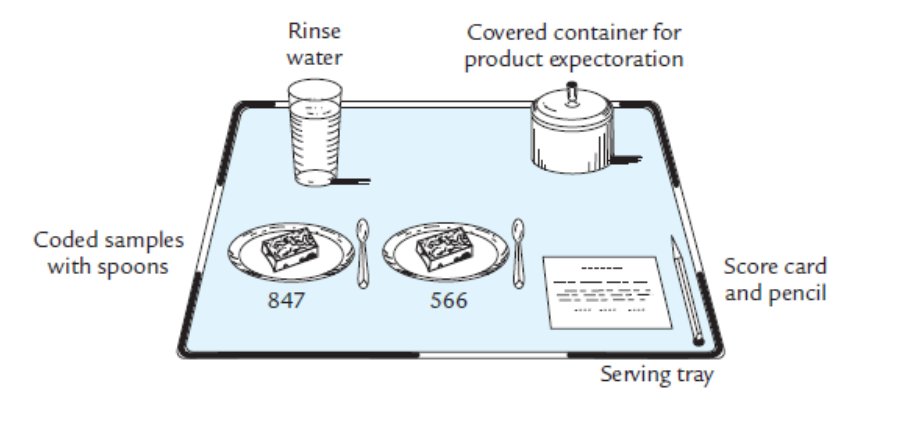 Rinse
water
Covered container for
product expectoration
Coded samples
with spoons
847
566
Score card
and pencil
Serving tray